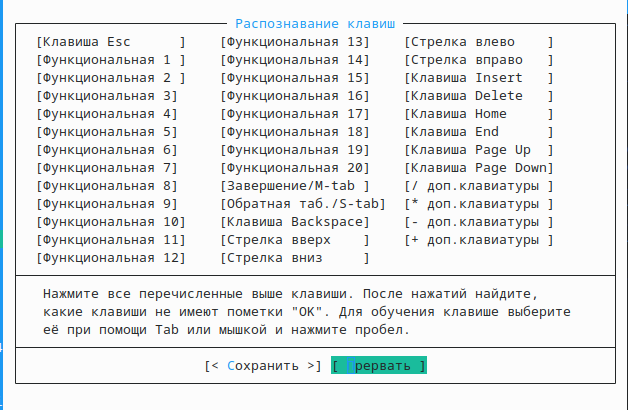 Распознавание клавиш
[Клавиша Esc      ] [Функциональная 13] [Стрелка влево    ]
[Функциональная 1 ] [Функциональная 14] [Стрелка вправо   ]
[Функциональная 2 ] [Функциональная 15] [Клавиша Insert   ]
[Функциональная 3] [Функциональная 16] [Клавиша Delete   ]
[Функциональная 4] [Функциональная 17] [Клавиша Home     ]
[Функциональная 5] [Функциональная 18] [Клавиша End      ]
[Функциональная 6] [Функциональная 19] [Клавиша Page Up  ]
[Функциональная 7] [Функциональная 20] [Клавиша Page Down]
[Функциональная 8] [Завершение/M-tab ] [/ доп.клавиатуры ]
[Функциональная 9] [Обратная таб./S-tab] [* доп.клавиатуры ]
[Функциональная 10] [Клавиша Backspace] [- доп.клавиатуры ]
[Функциональная 11] [Стрелка вверх    ] [+ доп.клавиатуры ]
[Функциональная 12] [Стрелка вниз     ]
Нажмите все перечисленные выше клавиши. После нажатий найдите,
какие клавиши не имеют пометки "OK". Для обучения клавише выберите
её при помощи Tab или мышкой и нажмите пробел.
[< Сохранить >] [ Прервать ]